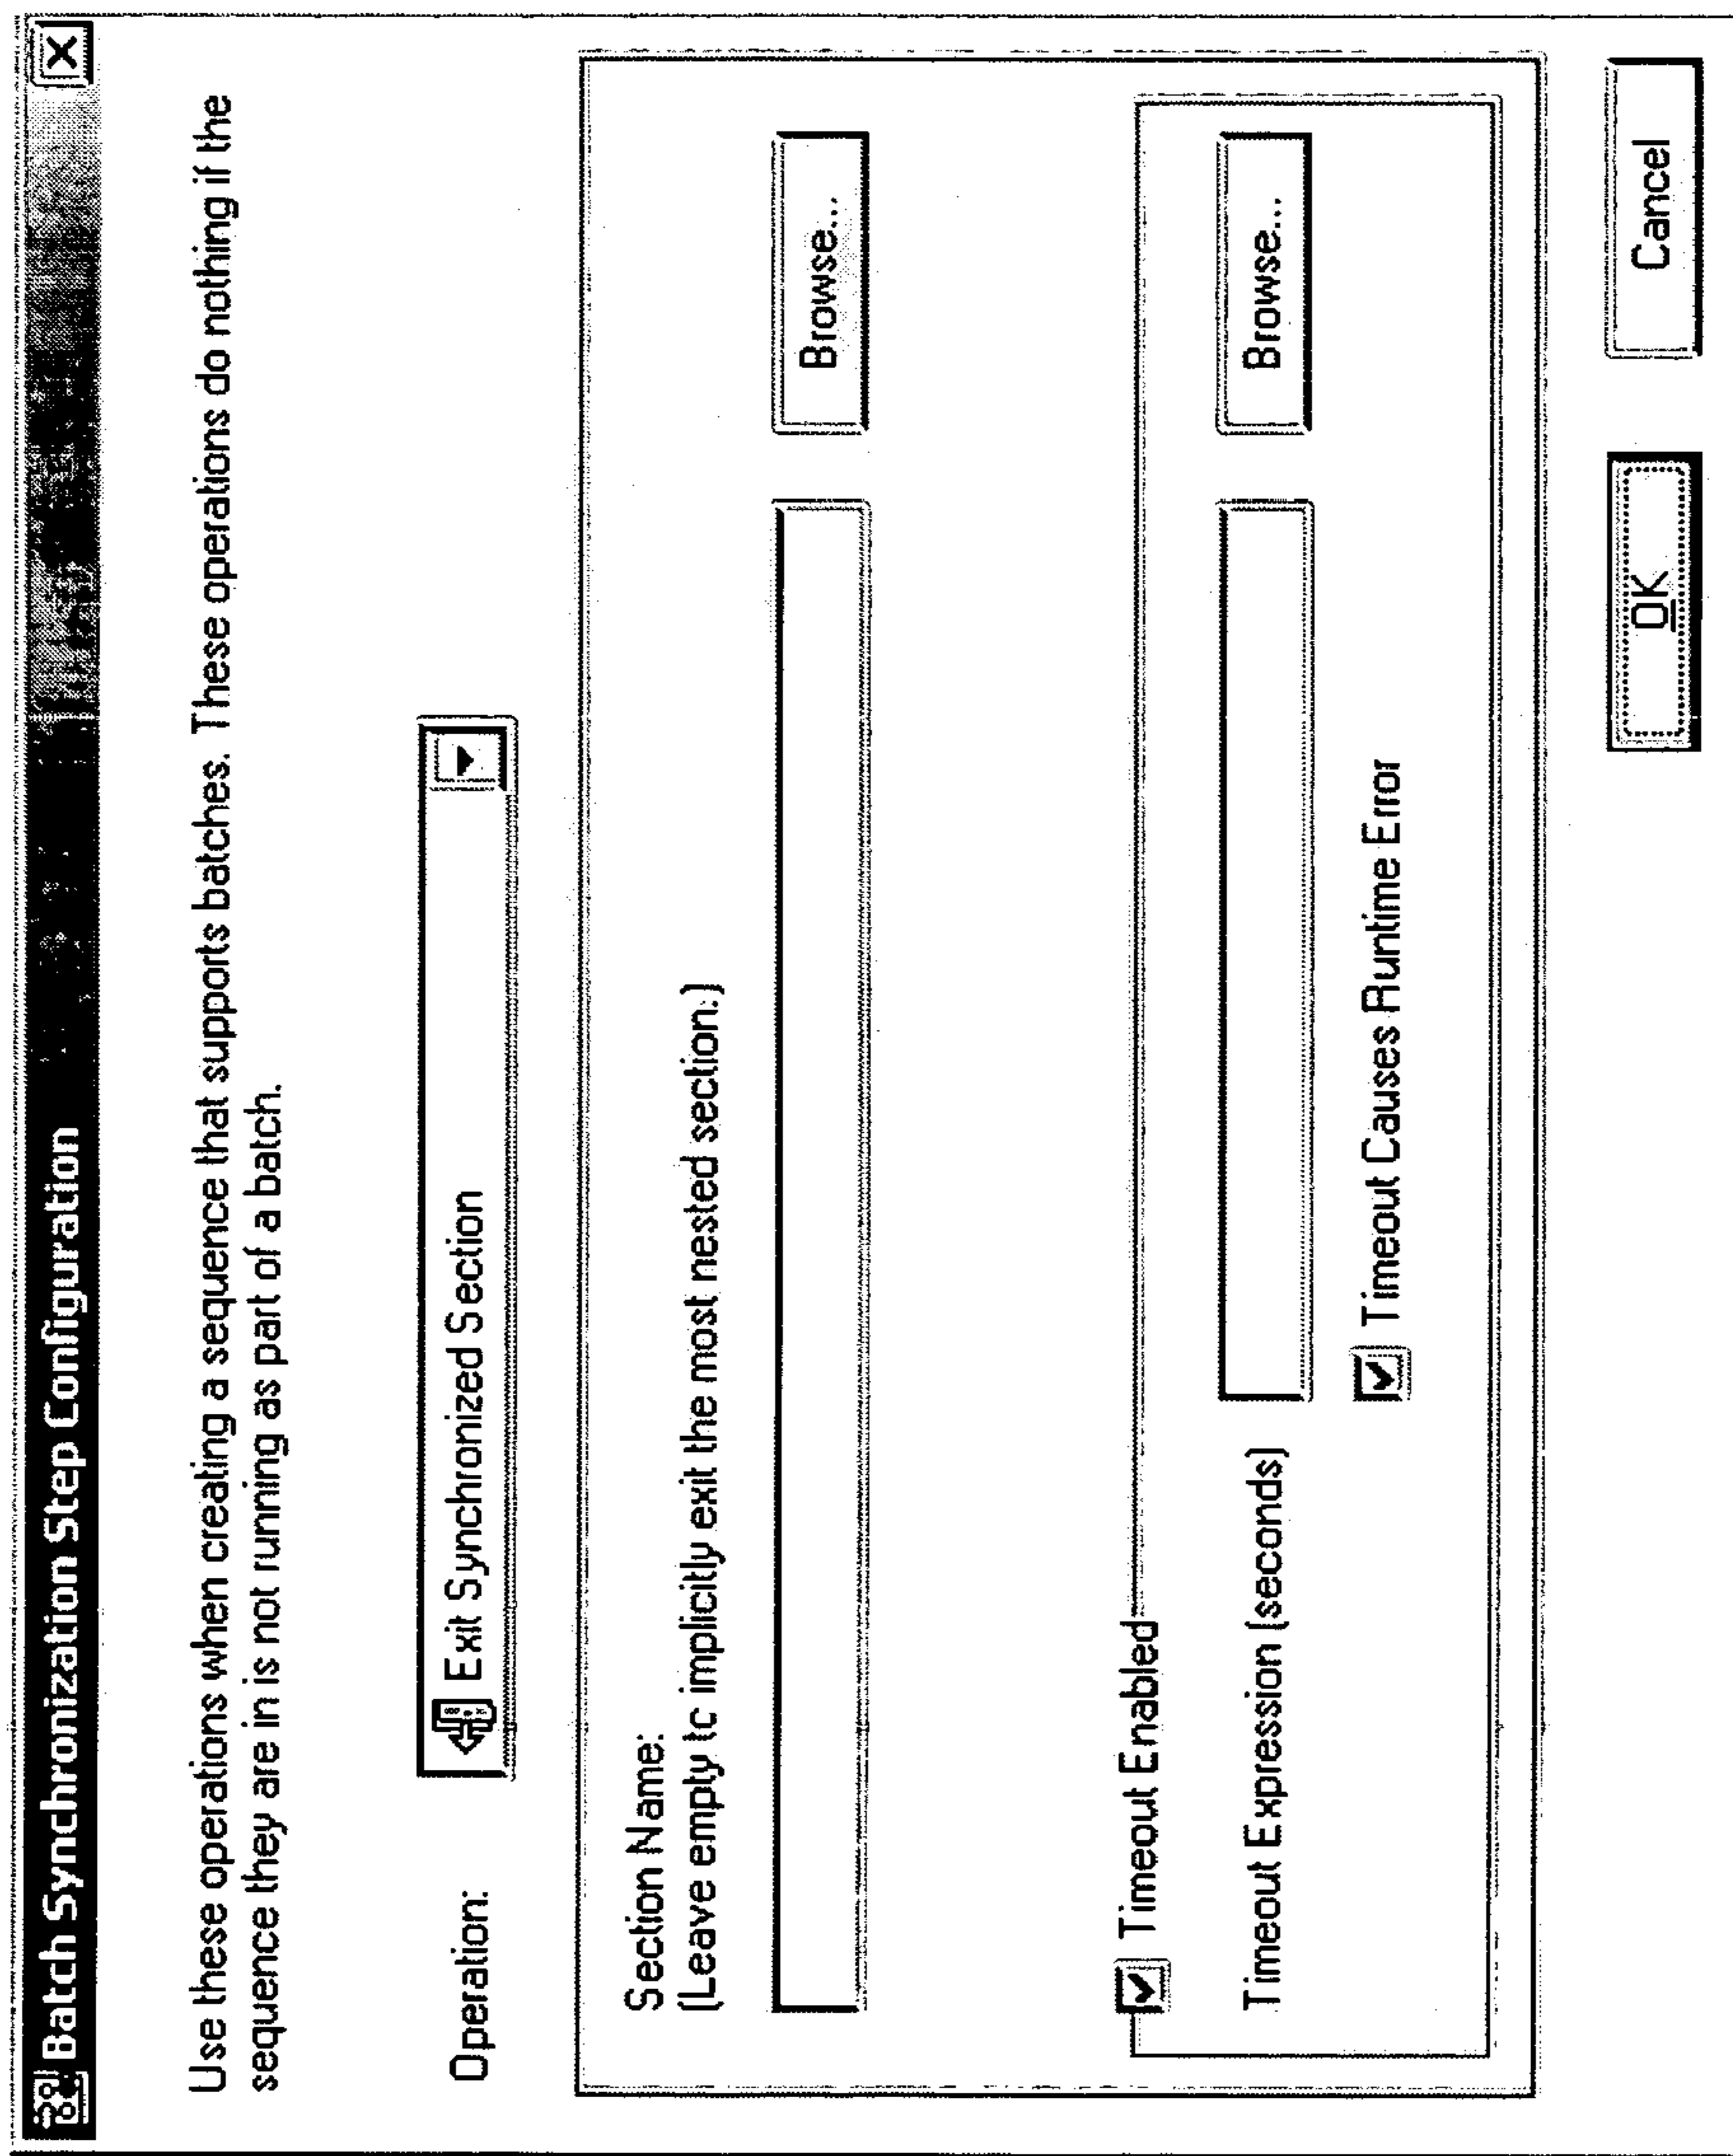 Batch Synchronization Step Configuration
Use these operations when creating a sequence that supports batches. These operations do nothing if the
sequence they are in is not running as part of a batch.
Operation:
Exit Synchronized Section
Section Name:
(Leave empty tc implicitly exit the most nested section.)
Browse...
Timeout Enabled
Timeout Expression (seconds)
Browse...
Timeout Causes Runtime Error
OK
Cancel